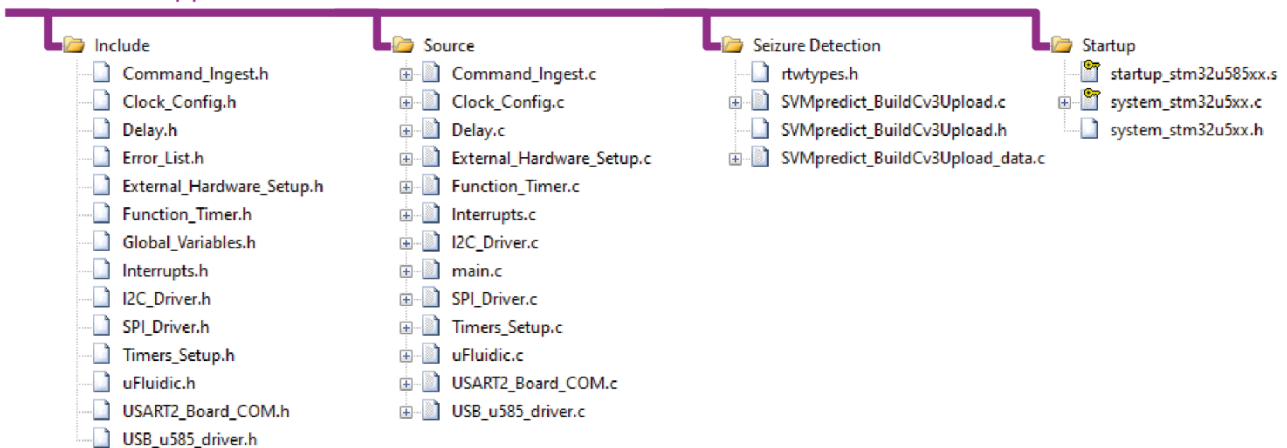 Include
Command_Ingest.h
Clock_Config.h
Delay.h
Error_List.h
External_Hardware_Setup.h
Function_Timer.h
Global_Variables.h
Interrupts.h
I2C_Driver.h
SPI_Driver.h
Timers_Setup.h
uFluidic.h
USART2_Board_COM.h
USB_u585_driver.h
Source
Command_Ingest.c
Clock_Config.c
Delay.c
External_Hardware_Setup.c
Function_Timer.c
Interrupts.c
I2C_Driver.c
main.c
SPI_Driver.c
Timers_Setup.c
uFluidic.c
USART2_Board_COM.c
USB_u585_driver.c
Seizure Detection
rtwtypes.h
SVMpredict_BuildCv3Upload.c
SVMpredict_BuildCv3Upload.h
SVMpredict_BuildCv3Upload_data.c
Startup
startup_stm32u585xx.s
system_stm32u5xx.c
system_stm32u5xx.h